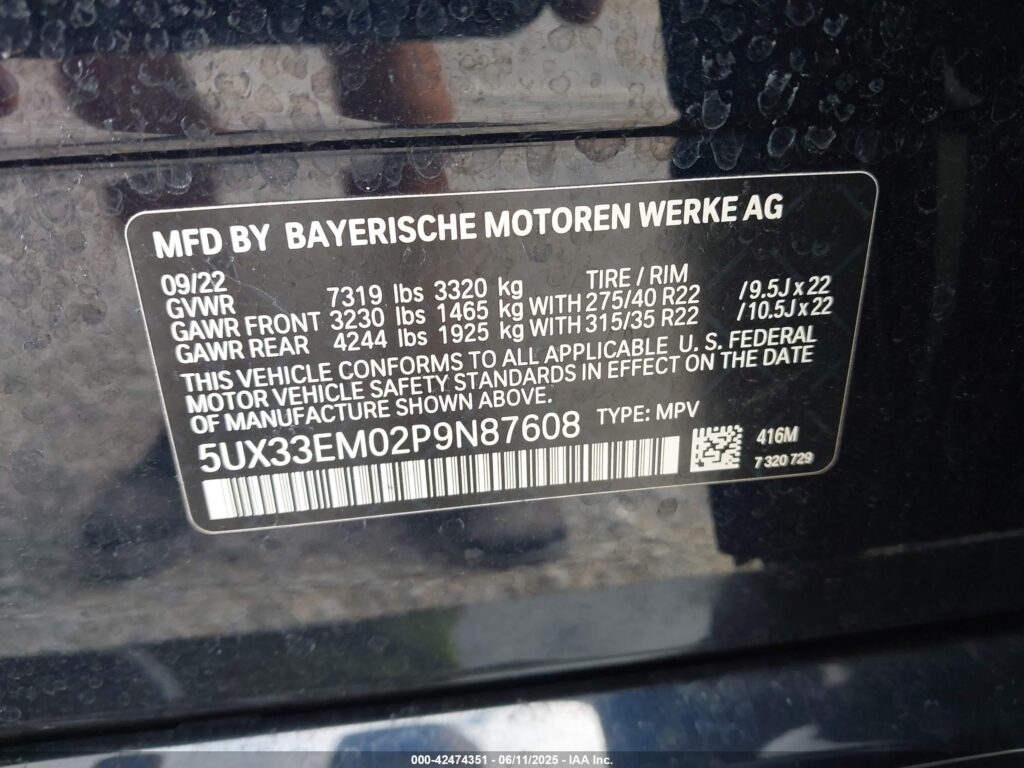 MFD BY BAYERISCHE MOTOREN WERKE AG
09/22 TIRE / RIM
GVWR 7319 lbs 3320 kg
GAWR FRONT 3230 lbs 1465 kg WITH 275/40 R22 /9.5J x 22
GAWR REAR 4244 lbs 1925 kg WITH 315/35 R22 /10.5J x 22
THIS VEHICLE CONFORMS TO ALL APPLICABLE U. S. FEDERAL
MOTOR VEHICLE SAFETY STANDARDS IN EFFECT ON THE DATE
OF MANUFACTURE SHOWN ABOVE.
5UX33EM02P9N87608 TYPE: MPV
416M
7 320 729
000-42474351 - 06/11/2025 - IAA Inc.